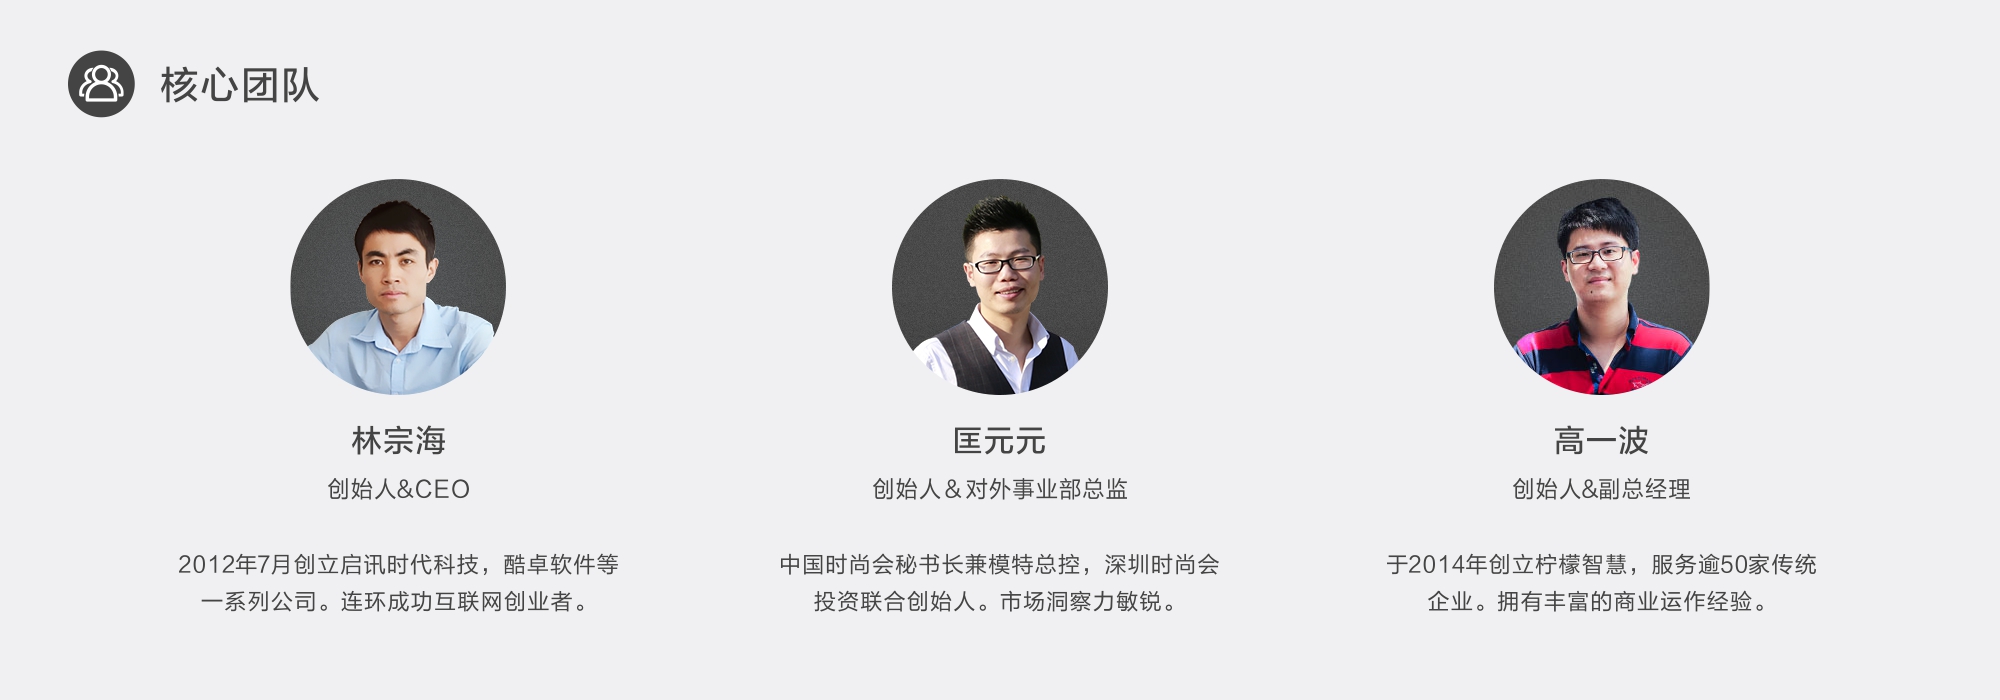 核心团队
林宗海
创始人&CEO
2012年7月创立启讯时代科技，酷卓软件等
一系列公司。连环成功互联网创业者。
匡元元
创始人＆对外事业部总监
中国时尚会秘书长兼模特总控，深圳时尚会
投资联合创始人。市场洞察力敏锐。
高一波
创始人&副总经理
于2014年创立柠檬智慧，服务逾50家传统
企业。拥有丰富的商业运作经验。